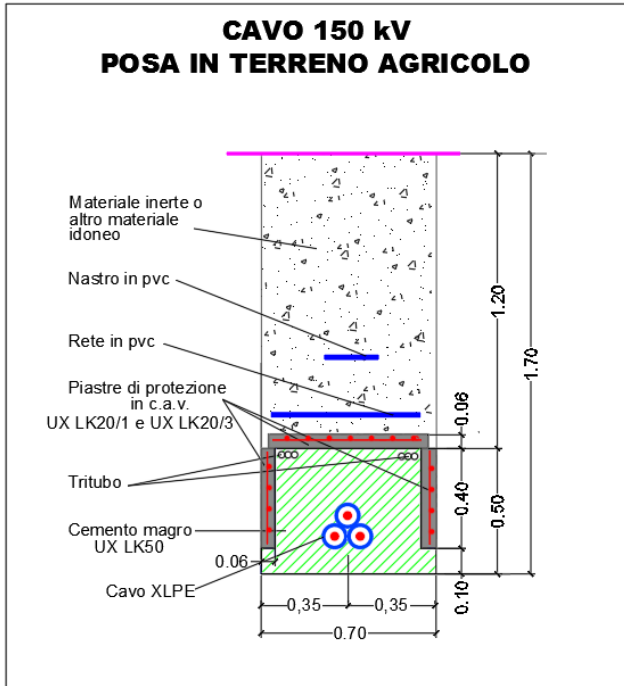 CAVO 150 kV
POSA IN TERRENO AGRICOLO
Materiale inerte o
altro materiale
idoneo
Nastro in pvc
Rete in pvc
Piastre di protezione
in c.a.v.
UX LK20/1 e UX LK20/3
Tritubo
Cemento magro
UX LK50
Cavo XLPE
1.20
1.70
0.06
0.40
0.50
0.10
0.06
0,35
0,35
0.70